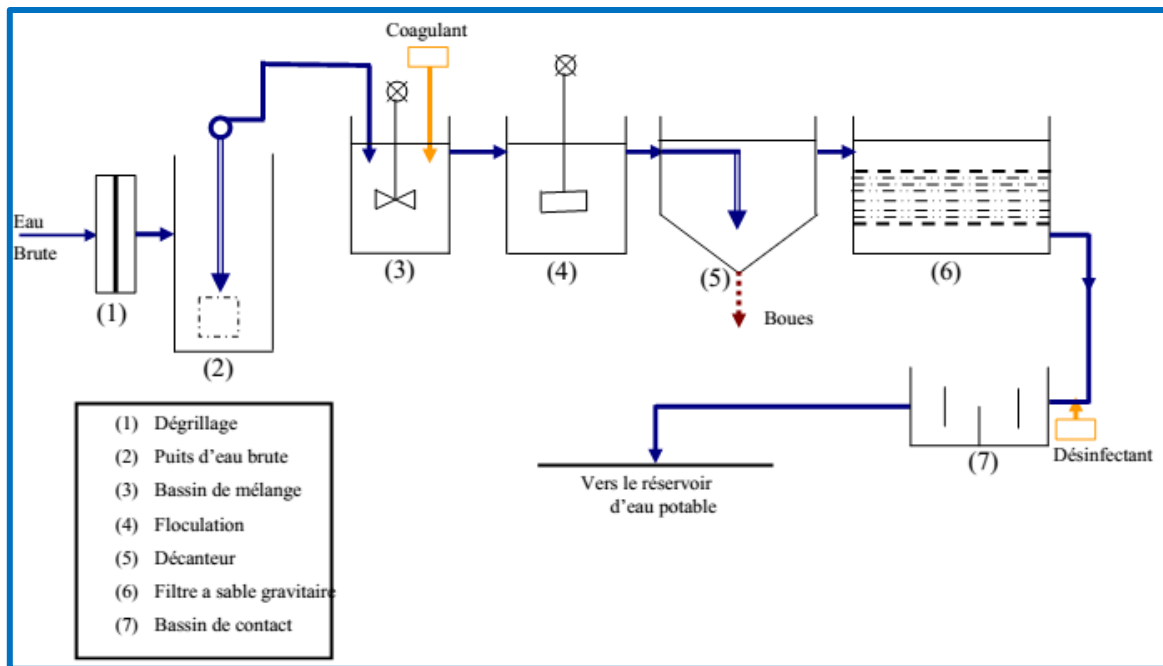 Coagulant
Eau
Brute
(1)
(2)
(3)
(4)
(5)
(6)
Boues
(7)
Désinfectant
Vers le réservoir
d'eau potable
(1) Dégrillage
(2) Puits d'eau brute
(3) Bassin de mélange
(4) Floculation
(5) Décanteur
(6) Filtre a sable gravitaire
(7) Bassin de contact